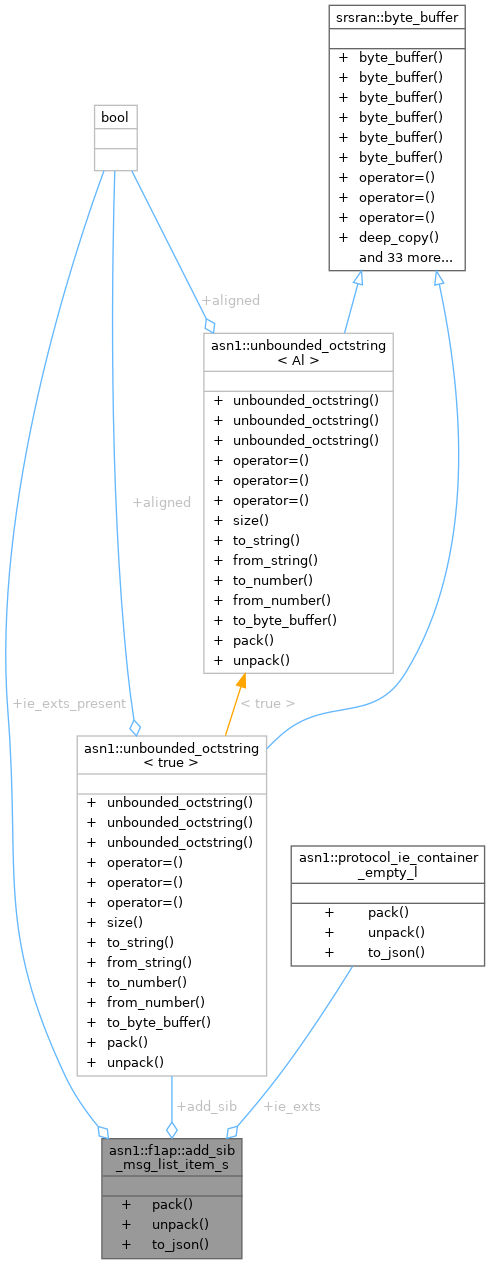 srsran::byte_buffer
+ byte_buffer()
+ byte_buffer()
+ byte_buffer()
+ byte_buffer()
+ byte_buffer()
+ byte_buffer()
+ operator=()
+ operator=()
+ operator=()
+ deep_copy()
and 33 more...
bool
+aligned
asn1::unbounded_octstring
< Al >
+ unbounded_octstring()
+ unbounded_octstring()
+ unbounded_octstring()
+ operator=()
+ operator=()
+ operator=()
+ size()
+ to_string()
+ from_string()
+ to_number()
+ from_number()
+ to_byte_buffer()
+ pack()
+ unpack()
+aligned
+ie_exts_present
< true >
asn1::unbounded_octstring
< true >
+ unbounded_octstring()
+ unbounded_octstring()
+ unbounded_octstring()
+ operator=()
+ operator=()
+ operator=()
+ size()
+ to_string()
+ from_string()
+ to_number()
+ from_number()
+ to_byte_buffer()
+ pack()
+ unpack()
asn1::protocol_ie_container
_empty_l
+ pack()
+ unpack()
+ to_json()
+add_sib
+ie_exts
asn1::f1ap::add_sib
_msg_list_item_s
+ pack()
+ unpack()
+ to_json()